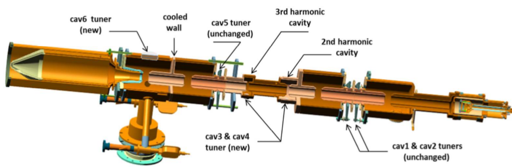 cav6 tuner
(new)
cooled
wall
cav5 tuner
(unchanged)
3rd harmonic
cavity
2nd harmonic
cavity
cav3 & cav4
tuner (new)
cav1 & cav2 tuners
(unchanged)